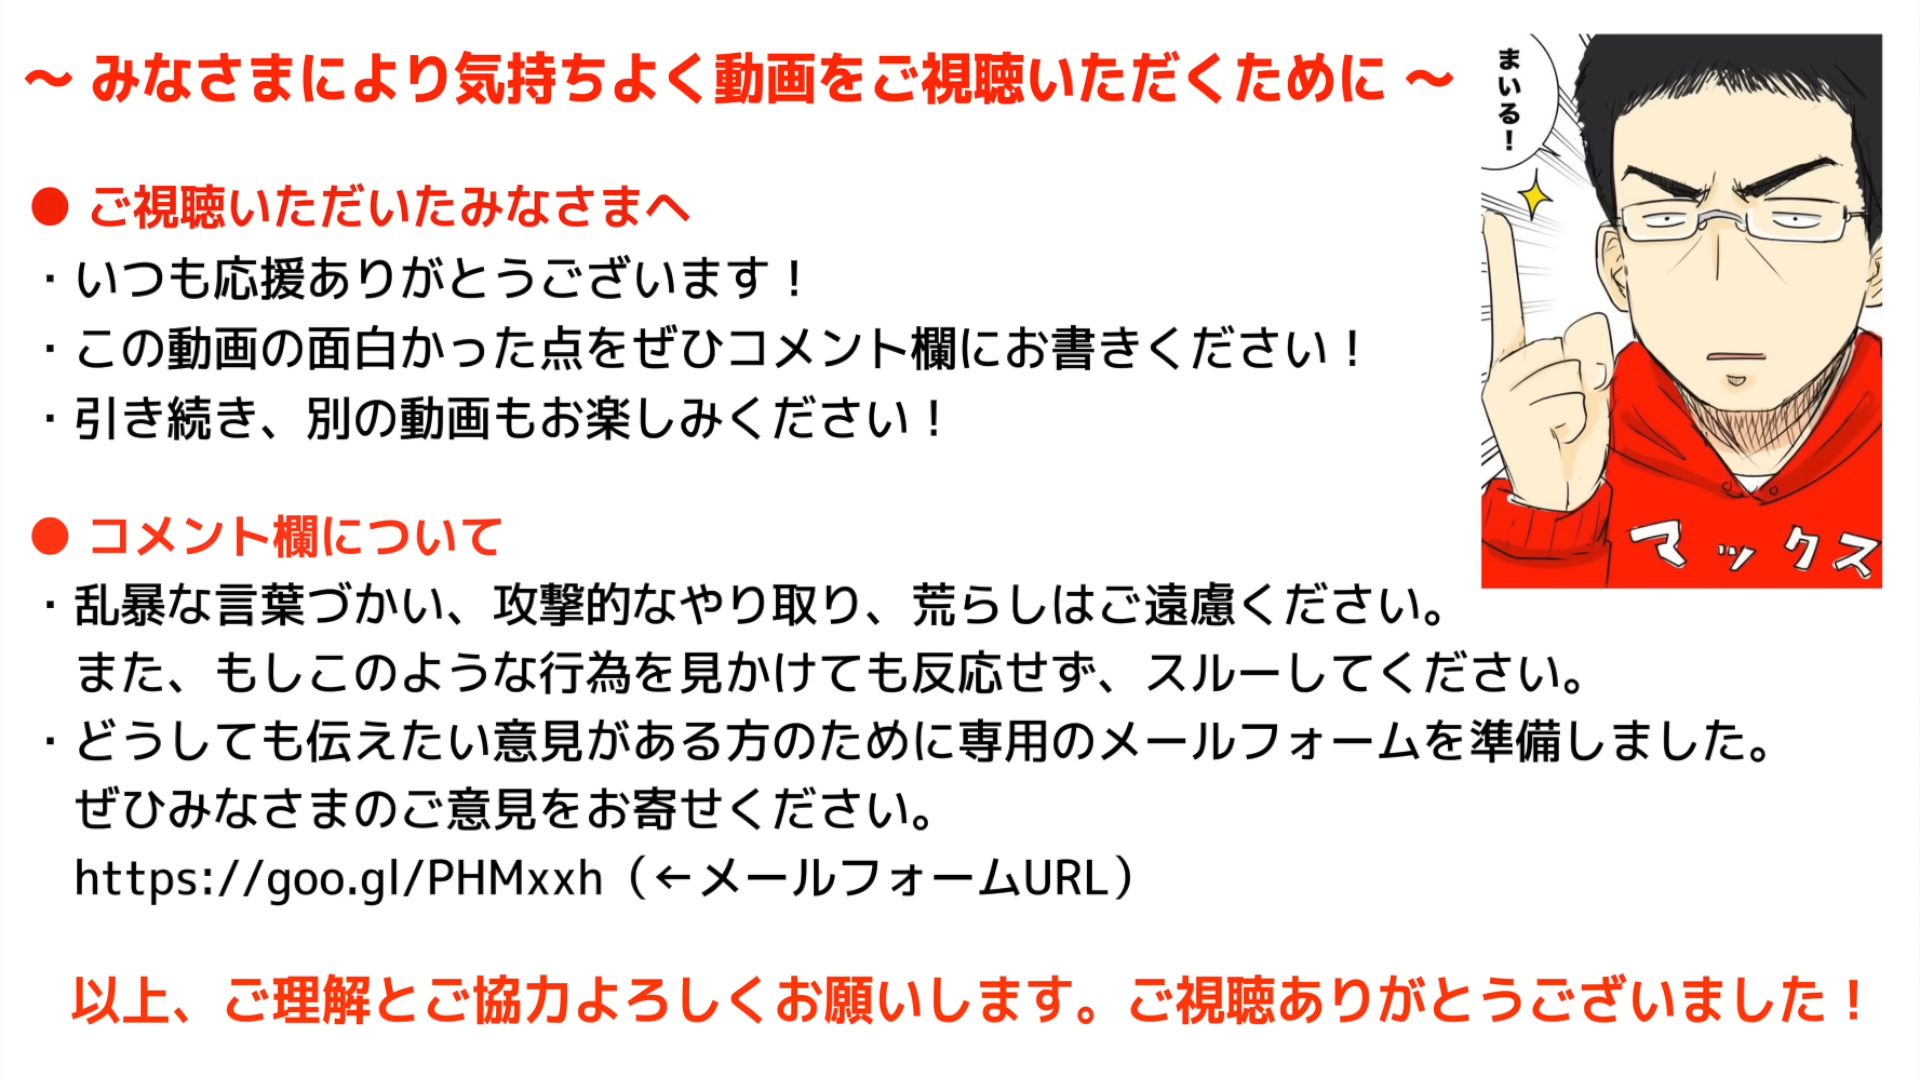 ～ みなさまにより気持ちよく動画をご視聴いただくために ～
まいる！
● ご視聴いただいたみなさまへ
・いつも応援ありがとうございます！
・この動画の面白かった点をぜひコメント欄にお書きください！
・引き続き、別の動画もお楽しみください！
マックス
● コメント欄について
・乱暴な言葉づかい、攻撃的なやり取り、荒らしはご遠慮ください。
また、もしこのような行為を見かけても反応せず、スルーしてください。
・どうしても伝えたい意見がある方のために専用のメールフォームを準備しました。
ぜひみなさまのご意見をお寄せください。
https://goo.gl/PHMxxh（←メールフォームURL）
以上、ご理解とご協力よろしくお願いします。ご視聴ありがとうございました！